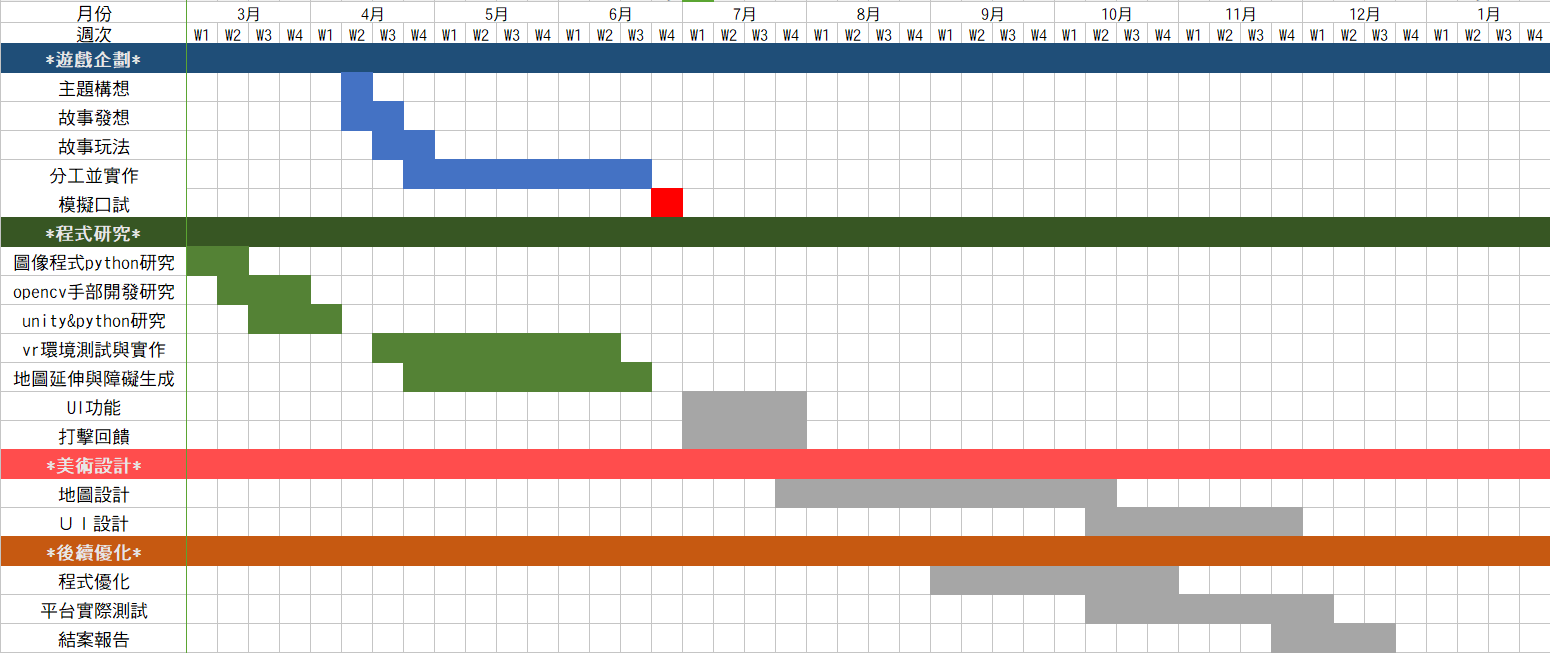 月份 3月 4月 5月 6月 7月 8月 9月 10月 11月 12月 1月
週次 W1 W2 W3 W4 W1 W2 W3 W4 W1 W2 W3 W4 W1 W2 W3 W4 W1 W2 W3 W4 W1 W2 W3 W4 W1 W2 W3 W4 W1 W2 W3 W4 W1 W2 W3 W4 W1 W2 W3 W4 W1 W2 W3 W4
*遊戲企劃*
主題構想
故事發想
故事玩法
分工並實作
模擬口試
*程式研究*
圖像程式python研究
opencv手部開發研究
unity&python研究
vr環境測試與實作
地圖延伸與障礙生成
UI功能
打擊回饋
*美術設計*
地圖設計
ＵＩ設計
*後續優化*
程式優化
平台實際測試
結案報告